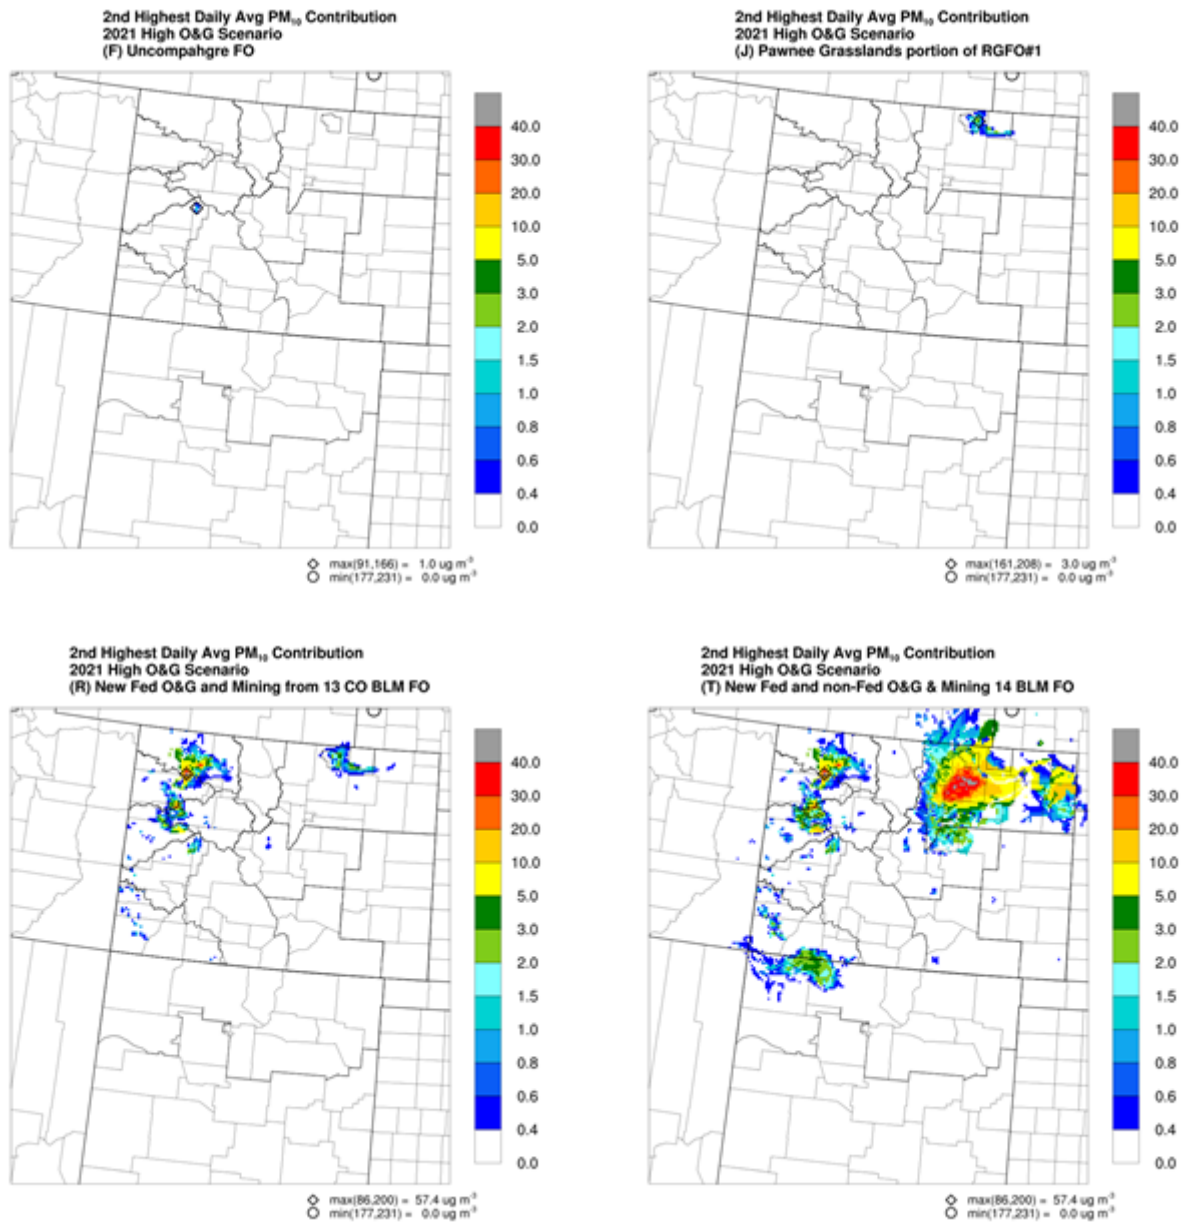 2nd Highest Daily Avg PM₁₀ Contribution
2021 High O&G Scenario
(F) Uncompahgre FO
40.0
30.0
20.0
10.0
5.0
3.0
2.0
1.5
1.0
0.8
0.6
0.4
0.0
max(91,166) = 1.0 ug m⁻³
min(177,231) = 0.0 ug m⁻³
2nd Highest Daily Avg PM₁₀ Contribution
2021 High O&G Scenario
(J) Pawnee Grasslands portion of RGFO#1
40.0
30.0
20.0
10.0
5.0
3.0
2.0
1.5
1.0
0.8
0.6
0.4
0.0
max(161,208) = 3.0 ug m⁻³
min(177,231) = 0.0 ug m⁻³
2nd Highest Daily Avg PM₁₀ Contribution
2021 High O&G Scenario
(R) New Fed O&G and Mining from 13 CO BLM FO
40.0
30.0
20.0
10.0
5.0
3.0
2.0
1.5
1.0
0.8
0.6
0.4
0.0
max(86,200) = 57.4 ug m⁻³
min(177,231) = 0.0 ug m⁻³
2nd Highest Daily Avg PM₁₀ Contribution
2021 High O&G Scenario
(T) New Fed and non-Fed O&G & Mining 14 BLM FO
40.0
30.0
20.0
10.0
5.0
3.0
2.0
1.5
1.0
0.8
0.6
0.4
0.0
max(86,200) = 57.4 ug m⁻³
min(177,231) = 0.0 ug m⁻³